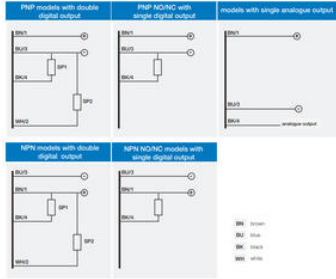 PNP models with double
digital output
BN/1
+
BU/3
-
BK/4
SP1
SP2
WH/2
PNP NO/NC with
single digital output
BN/1
+
BU/3
-
BK/4
models with single analogue output
BN/1
+
BU/3
-
BK/4
analogue output
NPN models with double
digital output
BU/3
-
BN/1
+
BK/4
SP1
SP2
WH/2
NPN NO/NC models with
single digital output
BU/3
-
BN/1
+
BK/4
BN brown
BU blue
BK black
WH white